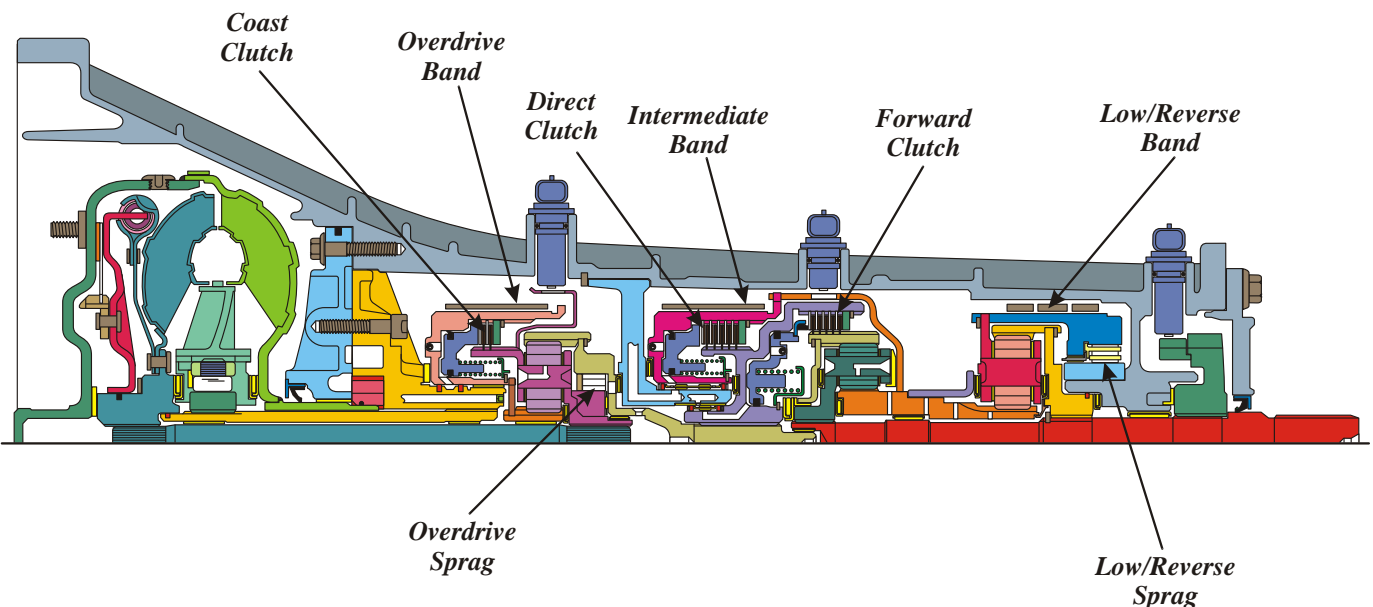 Coast
Clutch
Overdrive
Band
Direct
Clutch
Intermediate
Band
Forward
Clutch
Low/Reverse
Band
Overdrive
Sprag
Low/Reverse
Sprag